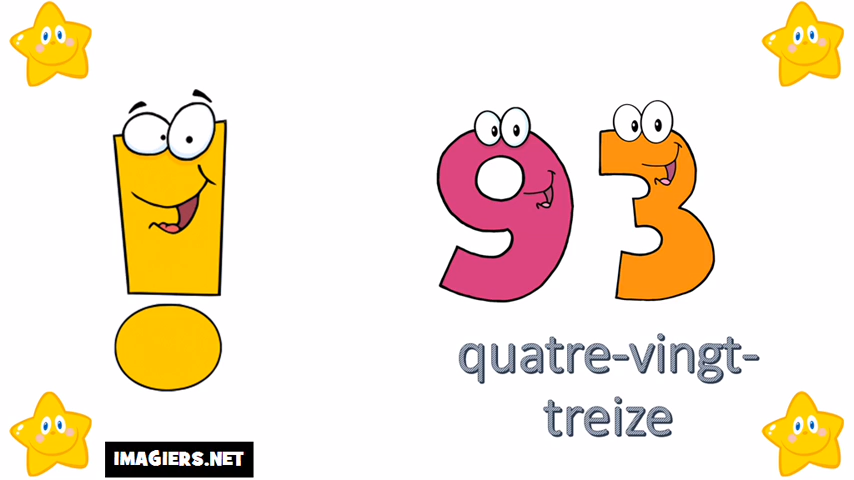 !
93
quatre-vingt-
treize
IMAGIERS.NET